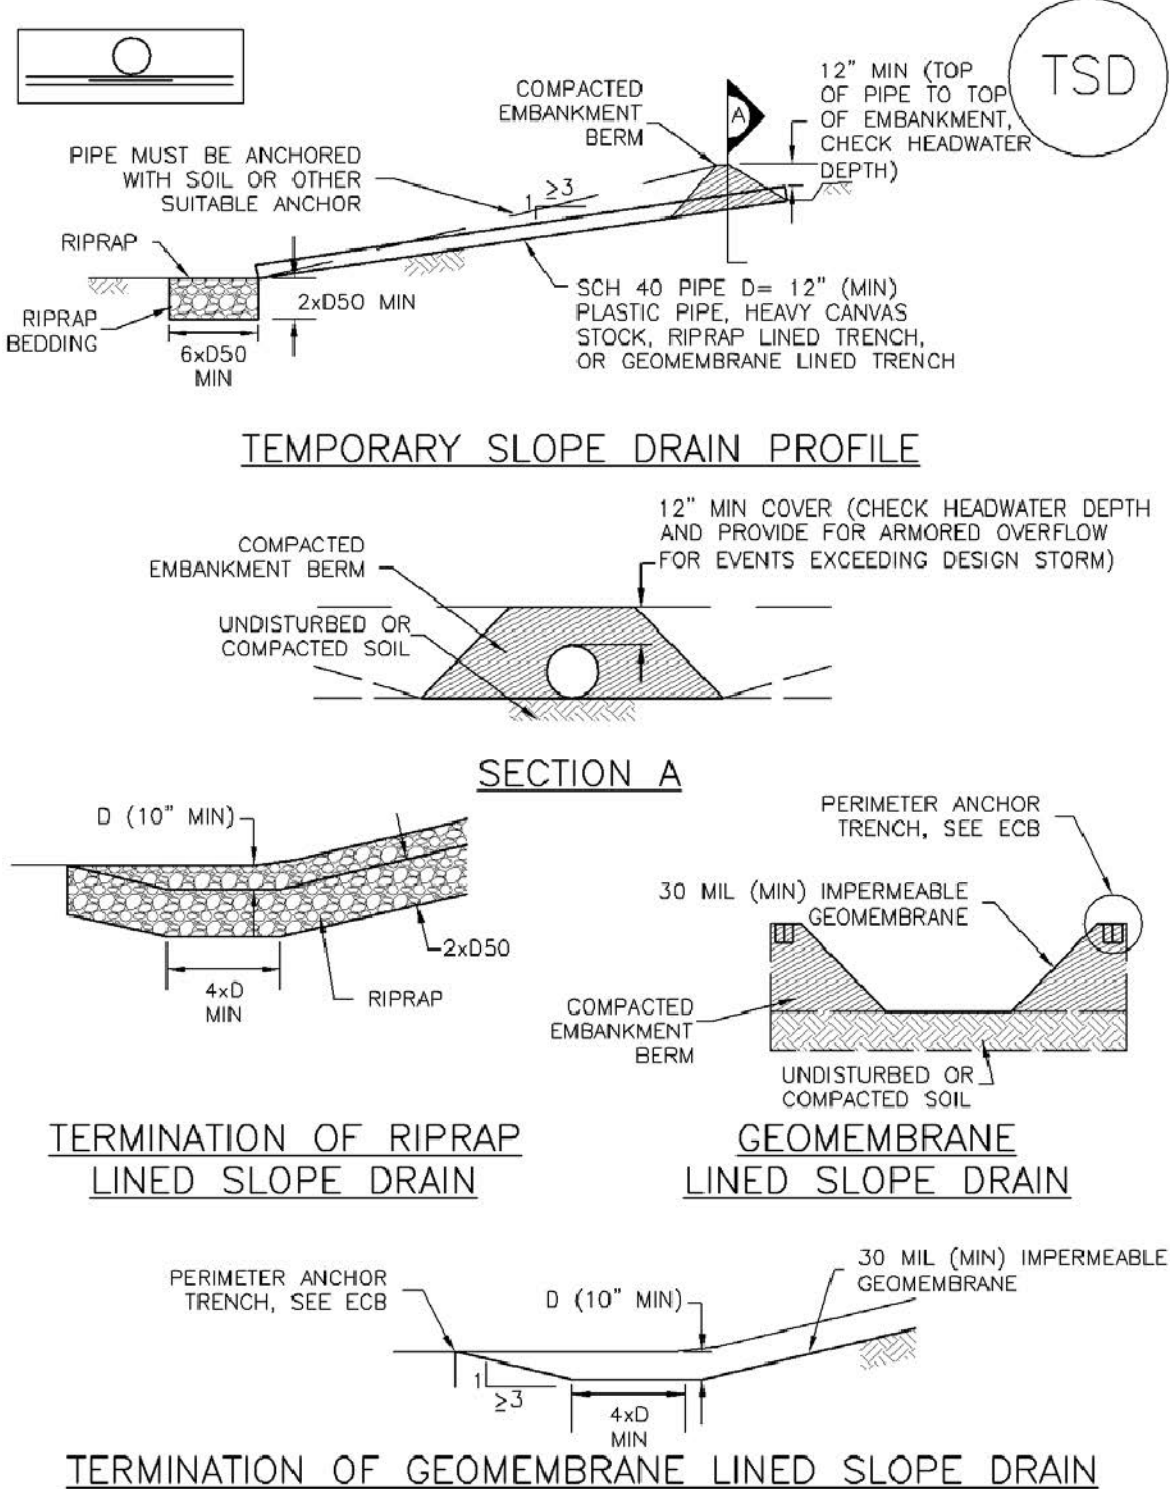 TSD
COMPACTED
EMBANKMENT
BERM
A
12" MIN (TOP
OF PIPE TO TOP
OF EMBANKMENT,
CHECK HEADWATER
DEPTH)
PIPE MUST BE ANCHORED
WITH SOIL OR OTHER
SUITABLE ANCHOR
1
≥3
RIPRAP
2xD50 MIN
RIPRAP
BEDDING
6xD50
MIN
SCH 40 PIPE D= 12" (MIN)
PLASTIC PIPE, HEAVY CANVAS
STOCK, RIPRAP LINED TRENCH,
OR GEOMEMBRANE LINED TRENCH
TEMPORARY SLOPE DRAIN PROFILE
12" MIN COVER (CHECK HEADWATER DEPTH
AND PROVIDE FOR ARMORED OVERFLOW
FOR EVENTS EXCEEDING DESIGN STORM)
COMPACTED
EMBANKMENT BERM
UNDISTURBED OR
COMPACTED SOIL
SECTION A
D (10" MIN)
2xD50
4xD
MIN
RIPRAP
TERMINATION OF RIPRAP
LINED SLOPE DRAIN
PERIMETER ANCHOR
TRENCH, SEE ECB
30 MIL (MIN) IMPERMEABLE
GEOMEMBRANE
COMPACTED
EMBANKMENT
BERM
UNDISTURBED OR
COMPACTED SOIL
GEOMEMBRANE
LINED SLOPE DRAIN
PERIMETER ANCHOR
TRENCH, SEE ECB
D (10" MIN)
30 MIL (MIN) IMPERMEABLE
GEOMEMBRANE
1
≥3
4xD
MIN
TERMINATION OF GEOMEMBRANE LINED SLOPE DRAIN